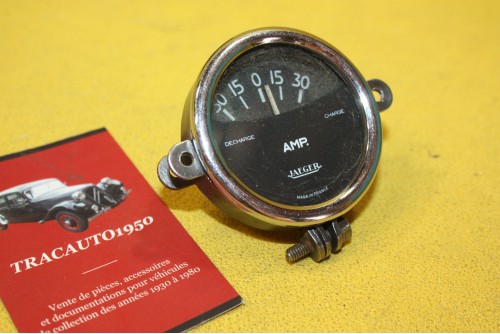 30 15 0 15 30
DECHARGE CHARGE
AMP.
JAEGER
MADE IN FRANCE
TRACAUTO1950
Vente de pièces, accessoires
et documentations pour véhicules
de collection des années 1930 à 1980